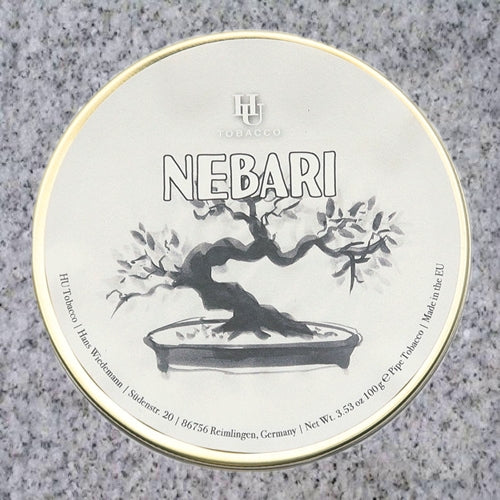 HU
TOBACCO
NEBARI
HU Tobacco | Hans Wiedemann | Südenstr. 20 | 86756 Reimlingen, Germany | Net Wt. 3.53 oz 100 g ℮ Pipe Tobacco | Made in the EU